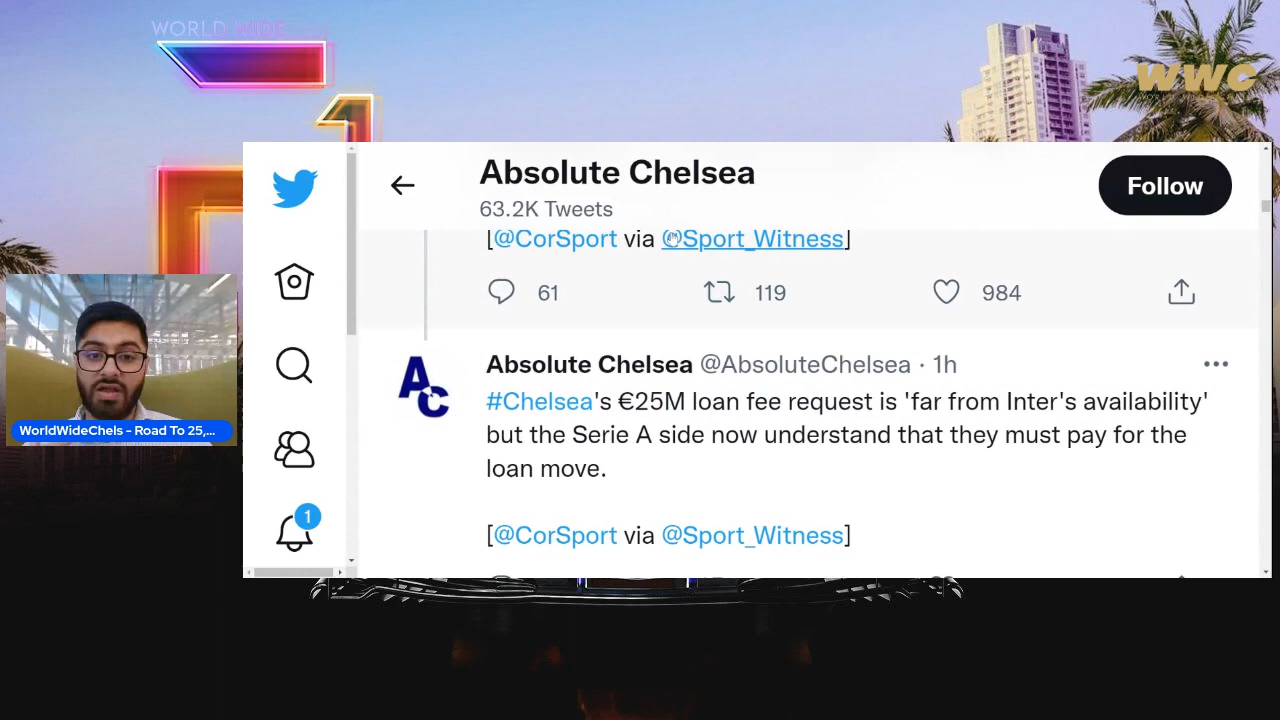 WORLD WIDE
WWC
Absolute Chelsea
63.2K Tweets
Follow
[@CorSport via @Sport_Witness]
61
119
984
Absolute Chelsea @AbsoluteChelsea · 1h
AC
#Chelsea's €25M loan fee request is 'far from Inter's availability'
but the Serie A side now understand that they must pay for the
loan move.
[@CorSport via @Sport_Witness]
1
WorldWideChels - Road To 25,...